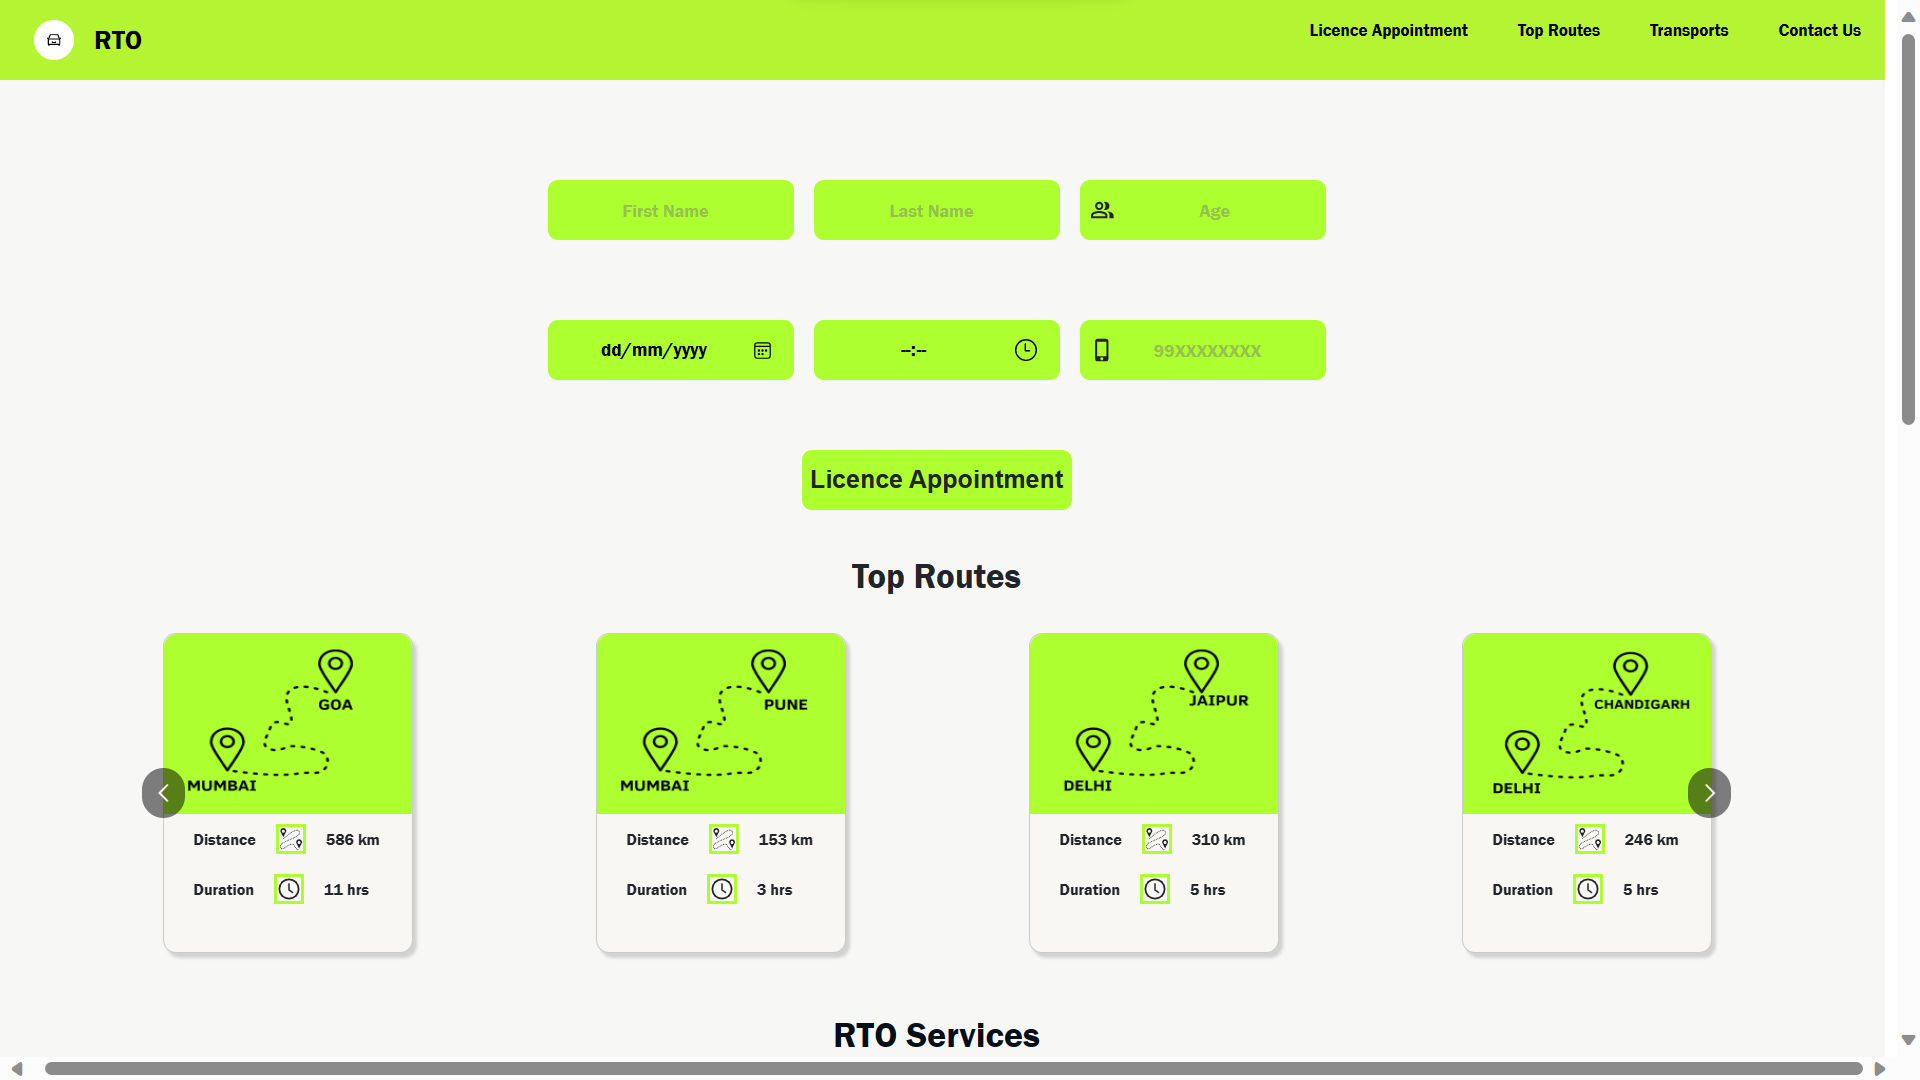 RTO
Licence Appointment
Top Routes
Transports
Contact Us
First Name
Last Name
Age
dd/mm/yyyy
--:--
99XXXXXXXX
Licence Appointment
Top Routes
GOA
MUMBAI
Distance 586 km
Duration 11 hrs
PUNE
MUMBAI
Distance 153 km
Duration 3 hrs
JAIPUR
DELHI
Distance 310 km
Duration 5 hrs
CHANDIGARH
DELHI
Distance 246 km
Duration 5 hrs
RTO Services